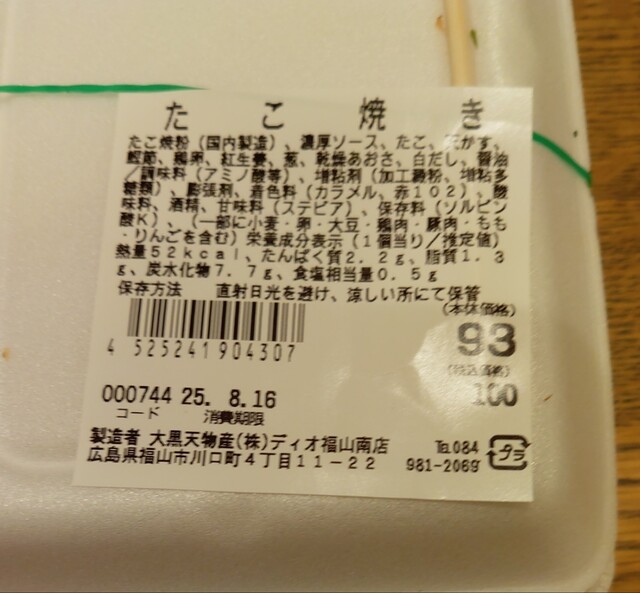 たこ焼き
たこ焼粉（国内製造）、濃厚ソース、たこ、天かす、
鰹節、鶏卵、紅生姜、葱、乾燥あおさ、白だし、醤油
／調味料（アミノ酸等）、増粘剤（加工澱粉、増粘多
糖類）、膨張剤、着色料（カラメル、赤１０２）、酸
味料、酒精、甘味料（ステビア）、保存料（ソルビン
酸Ｋ）、（一部に小麦・卵・大豆・鶏肉・豚肉・もも
・りんごを含む）栄養成分表示（１個当り／推定値）
熱量５２ｋｃａｌ、たんぱく質２．２ｇ、脂質１．３
ｇ、炭水化物７．７ｇ、食塩相当量０．５ｇ
保存方法　直射日光を避け、涼しい所にて保管
(本体価格)
93
4 525241 904307
(税込価格)
100
000744 25. 8.16
コード　消費期限
製造者 大黒天物産(株)ディオ福山南店 ℡084
広島県福山市川口町４丁目１１－２２ 981-2069
プラ